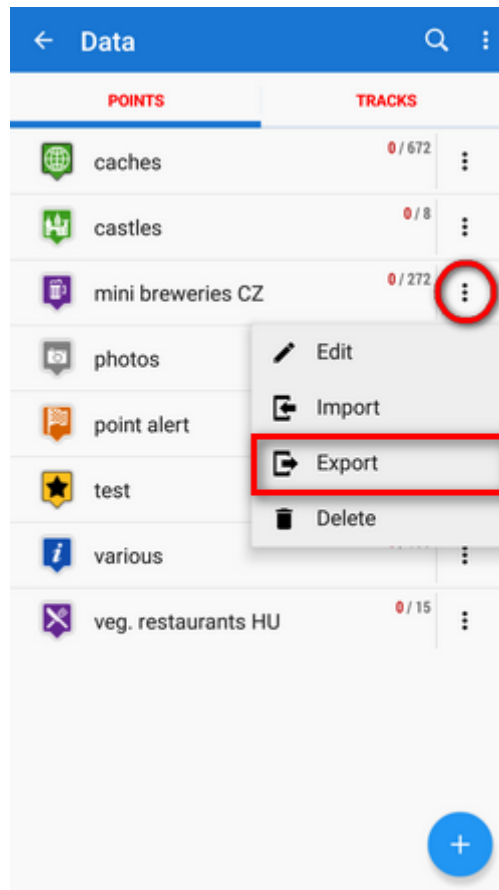 Data
POINTS TRACKS
caches 0 / 672
castles 0 / 8
mini breweries CZ 0 / 272
photos
Edit
Import
point alert
Export
test
Delete
various
veg. restaurants HU 0 / 15